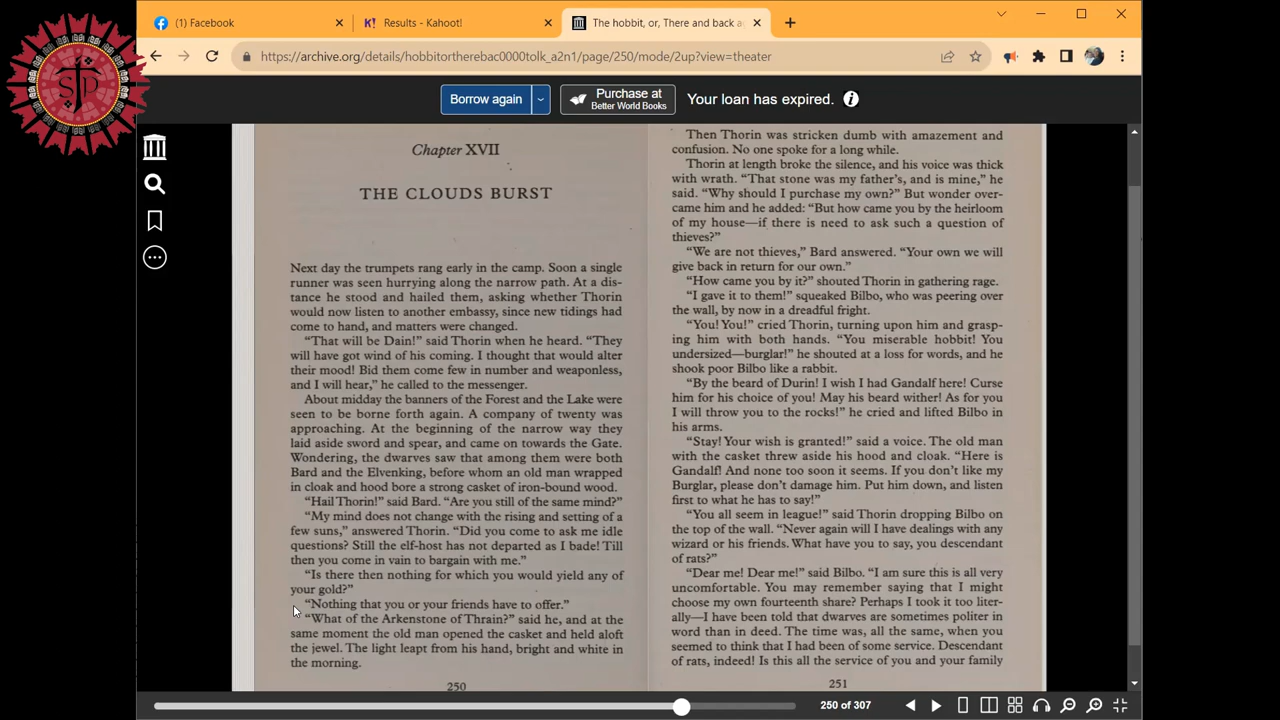 (1) Facebook
Results - Kahoot!
The hobbit, or, There and back a
https://archive.org/details/hobbitortherebac0000tolk_a2n1/page/250/mode/2up?view=theater
Borrow again
Purchase at
Better World Books
Your loan has expired.
Chapter XVII
THE CLOUDS BURST
Next day the trumpets rang early in the camp. Soon a single
runner was seen hurrying along the narrow path. At a dis-
tance he stood and hailed them, asking whether Thorin
would now listen to another embassy, since new tidings had
come to hand, and matters were changed.
"That will be Dain!" said Thorin when he heard. "They
will have got wind of his coming. I thought that would alter
their mood! Bid them come few in number and weaponless,
and I will hear," he called to the messenger.
About midday the banners of the Forest and the Lake were
seen to be borne forth again. A company of twenty was
approaching. At the beginning of the narrow way they
laid aside sword and spear, and came on towards the Gate.
Wondering, the dwarves saw that among them were both
Bard and the Elvenking, before whom an old man wrapped
in cloak and hood bore a strong casket of iron-bound wood.
"Hail Thorin!" said Bard. "Are you still of the same mind?"
"My mind does not change with the rising and setting of a
few suns," answered Thorin. "Did you come to ask me idle
questions? Still the elf-host has not departed as I bade! Till
then you come in vain to bargain with me."
"Is there then nothing for which you would yield any of
your gold?"
"Nothing that you or your friends have to offer."
"What of the Arkenstone of Thrain?" said he, and at the
same moment the old man opened the casket and held aloft
the jewel. The light leapt from his hand, bright and white in
the morning.
250
Then Thorin was stricken dumb with amazement and
confusion. No one spoke for a long while.
Thorin at length broke the silence, and his voice was thick
with wrath. "That stone was my father's, and is mine," he
said. "Why should I purchase my own?" But wonder over-
came him and he added: "But how came you by the heirloom
of my house—if there is need to ask such a question of
thieves?"
"We are not thieves," Bard answered. "Your own we will
give back in return for our own."
"How came you by it?" shouted Thorin in gathering rage.
"I gave it to them!" squeaked Bilbo, who was peering over
the wall, by now in a dreadful fright.
"You! You!" cried Thorin, turning upon him and grasp-
ing him with both hands. "You miserable hobbit! You
undersized—burglar!" he shouted at a loss for words, and he
shook poor Bilbo like a rabbit.
"By the beard of Durin! I wish I had Gandalf here! Curse
him for his choice of you! May his beard wither! As for you
I will throw you to the rocks!" he cried and lifted Bilbo in
his arms.
"Stay! Your wish is granted!" said a voice. The old man
with the casket threw aside his hood and cloak. "Here is
Gandalf! And none too soon it seems. If you don't like my
Burglar, please don't damage him. Put him down, and listen
first to what he has to say!"
"You all seem in league!" said Thorin dropping Bilbo on
the top of the wall. "Never again will I have dealings with any
wizard or his friends. What have you to say, you descendant
of rats?"
"Dear me! Dear me!" said Bilbo. "I am sure this is all very
uncomfortable. You may remember saying that I might
choose my own fourteenth share? Perhaps I took it too liter-
ally—I have been told that dwarves are sometimes politer in
word than in deed. The time was, all the same, when you
seemed to think that I had been of some service. Descendant
of rats, indeed! Is this all the service of you and your family
251
250 of 307